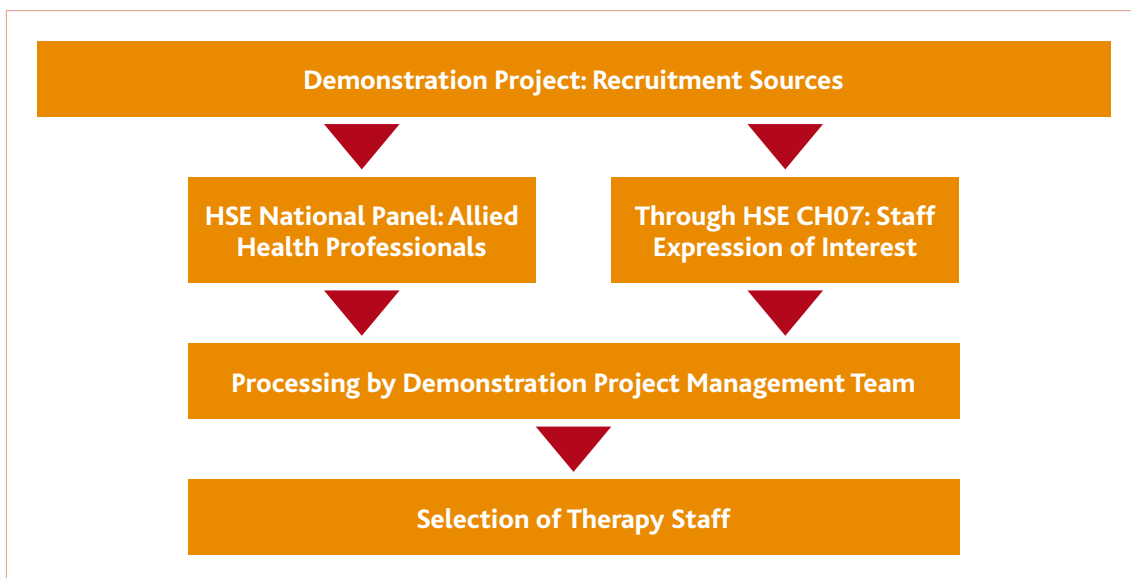 Demonstration Project: Recruitment Sources
HSE National Panel: Allied
Health Professionals
Through HSE CH07: Staff
Expression of Interest
Processing by Demonstration Project Management Team
Selection of Therapy Staff